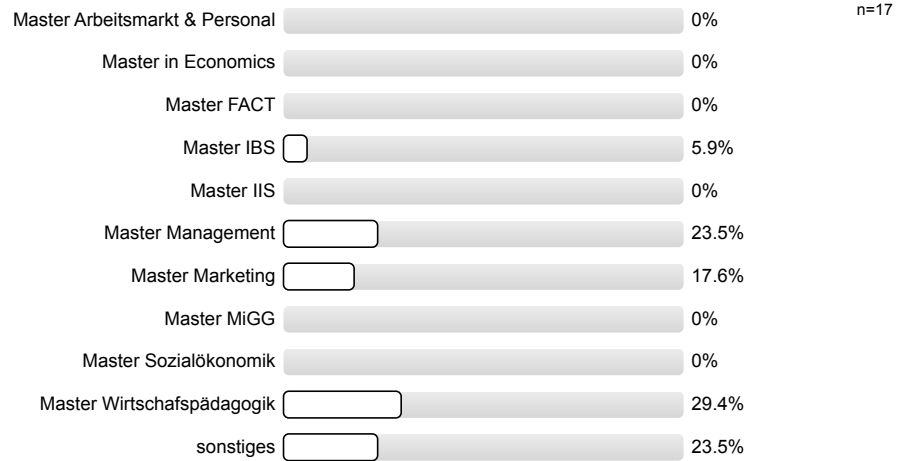 Master Arbeitsmarkt & Personal 0% n=17
Master in Economics 0%
Master FACT 0%
Master IBS 5.9%
Master IIS 0%
Master Management 23.5%
Master Marketing 17.6%
Master MiGG 0%
Master Sozialökonomik 0%
Master Wirtschafspädagogik 29.4%
sonstiges 23.5%